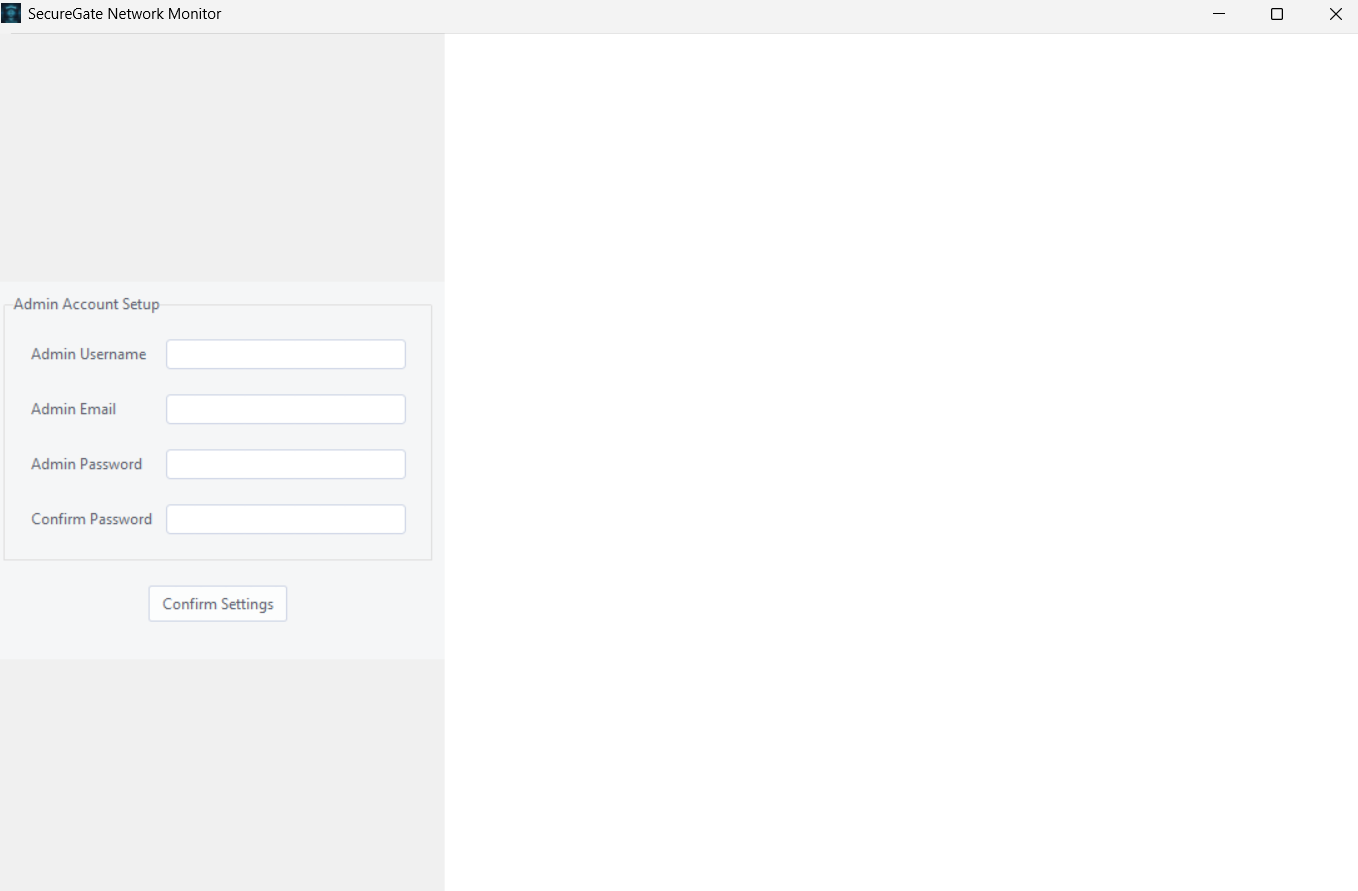 SecureGate Network Monitor
Admin Account Setup
Admin Username
Admin Email
Admin Password
Confirm Password
Confirm Settings